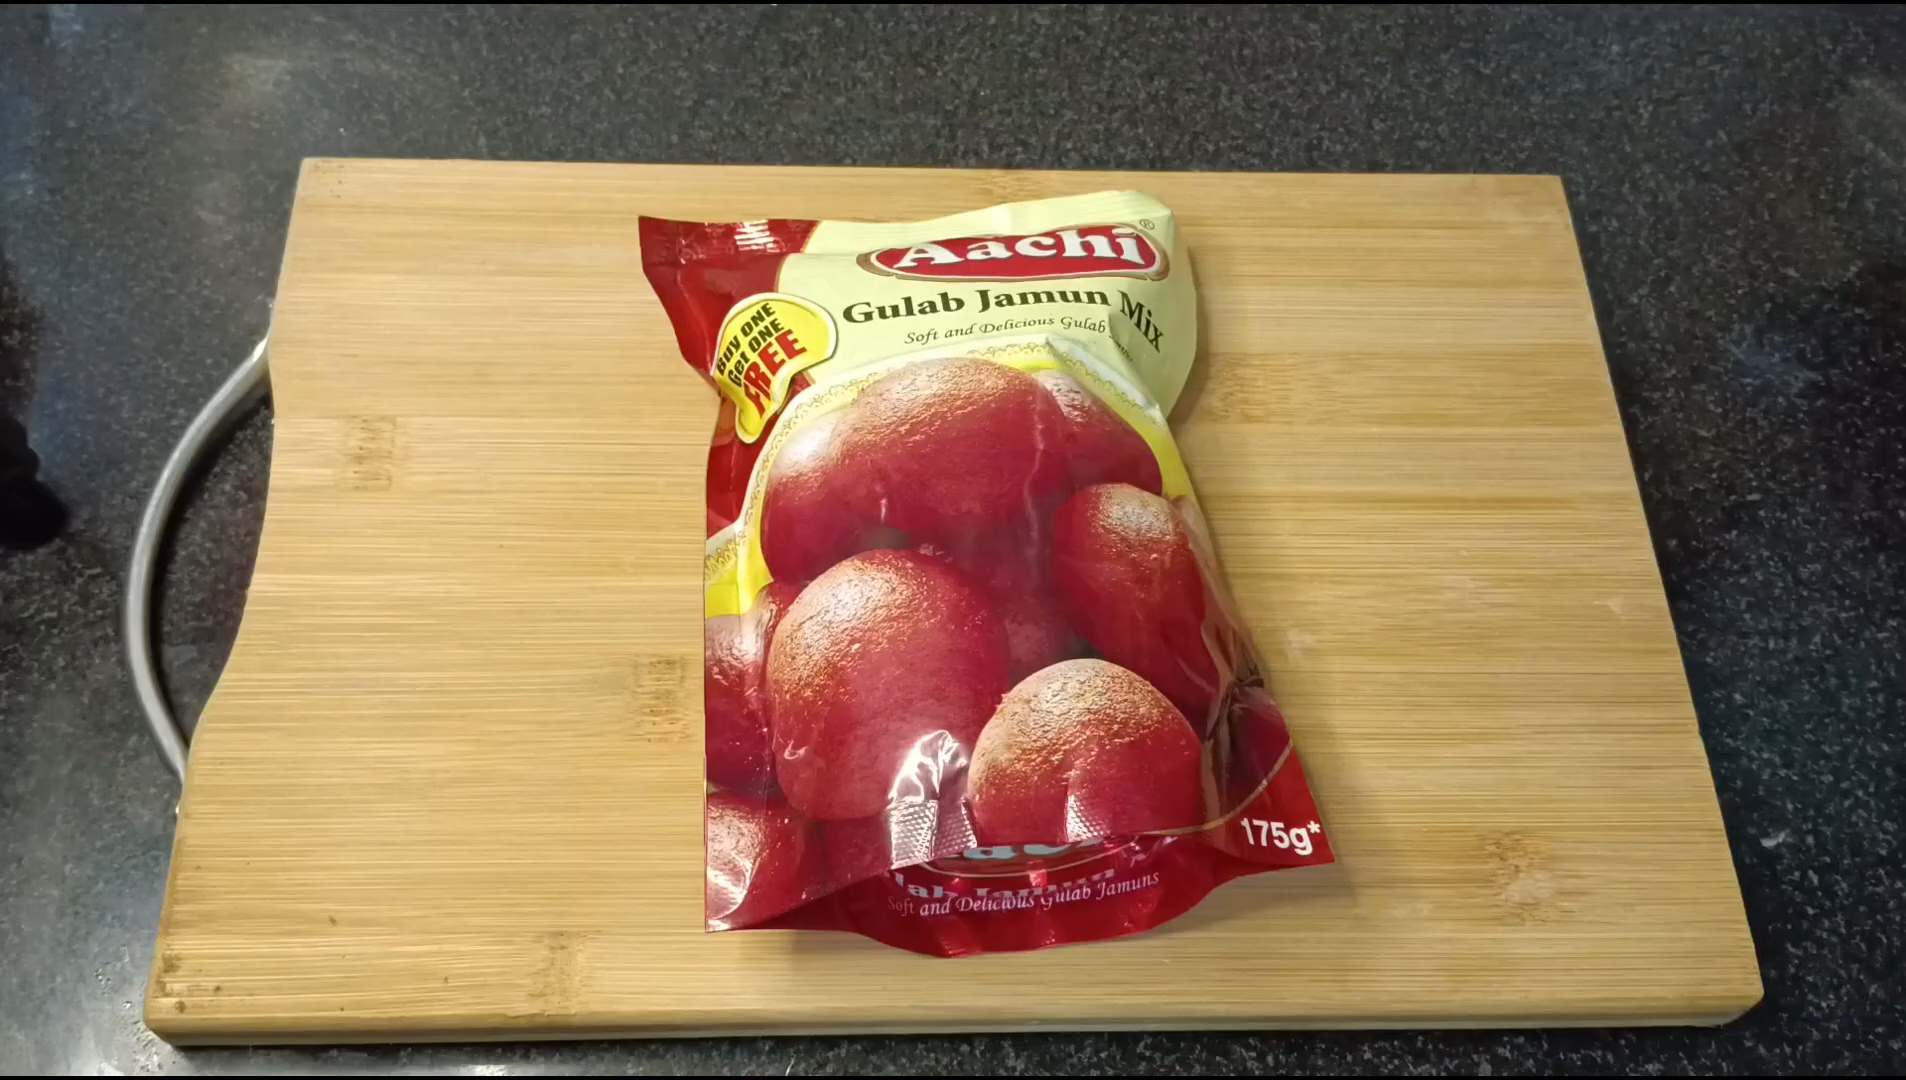 Aachi®
Gulab Jamun Mix
Soft and Delicious Gulab
Buy ONE
Get ONE
FREE
175g*
Soft and Delicious Gulab Jamuns